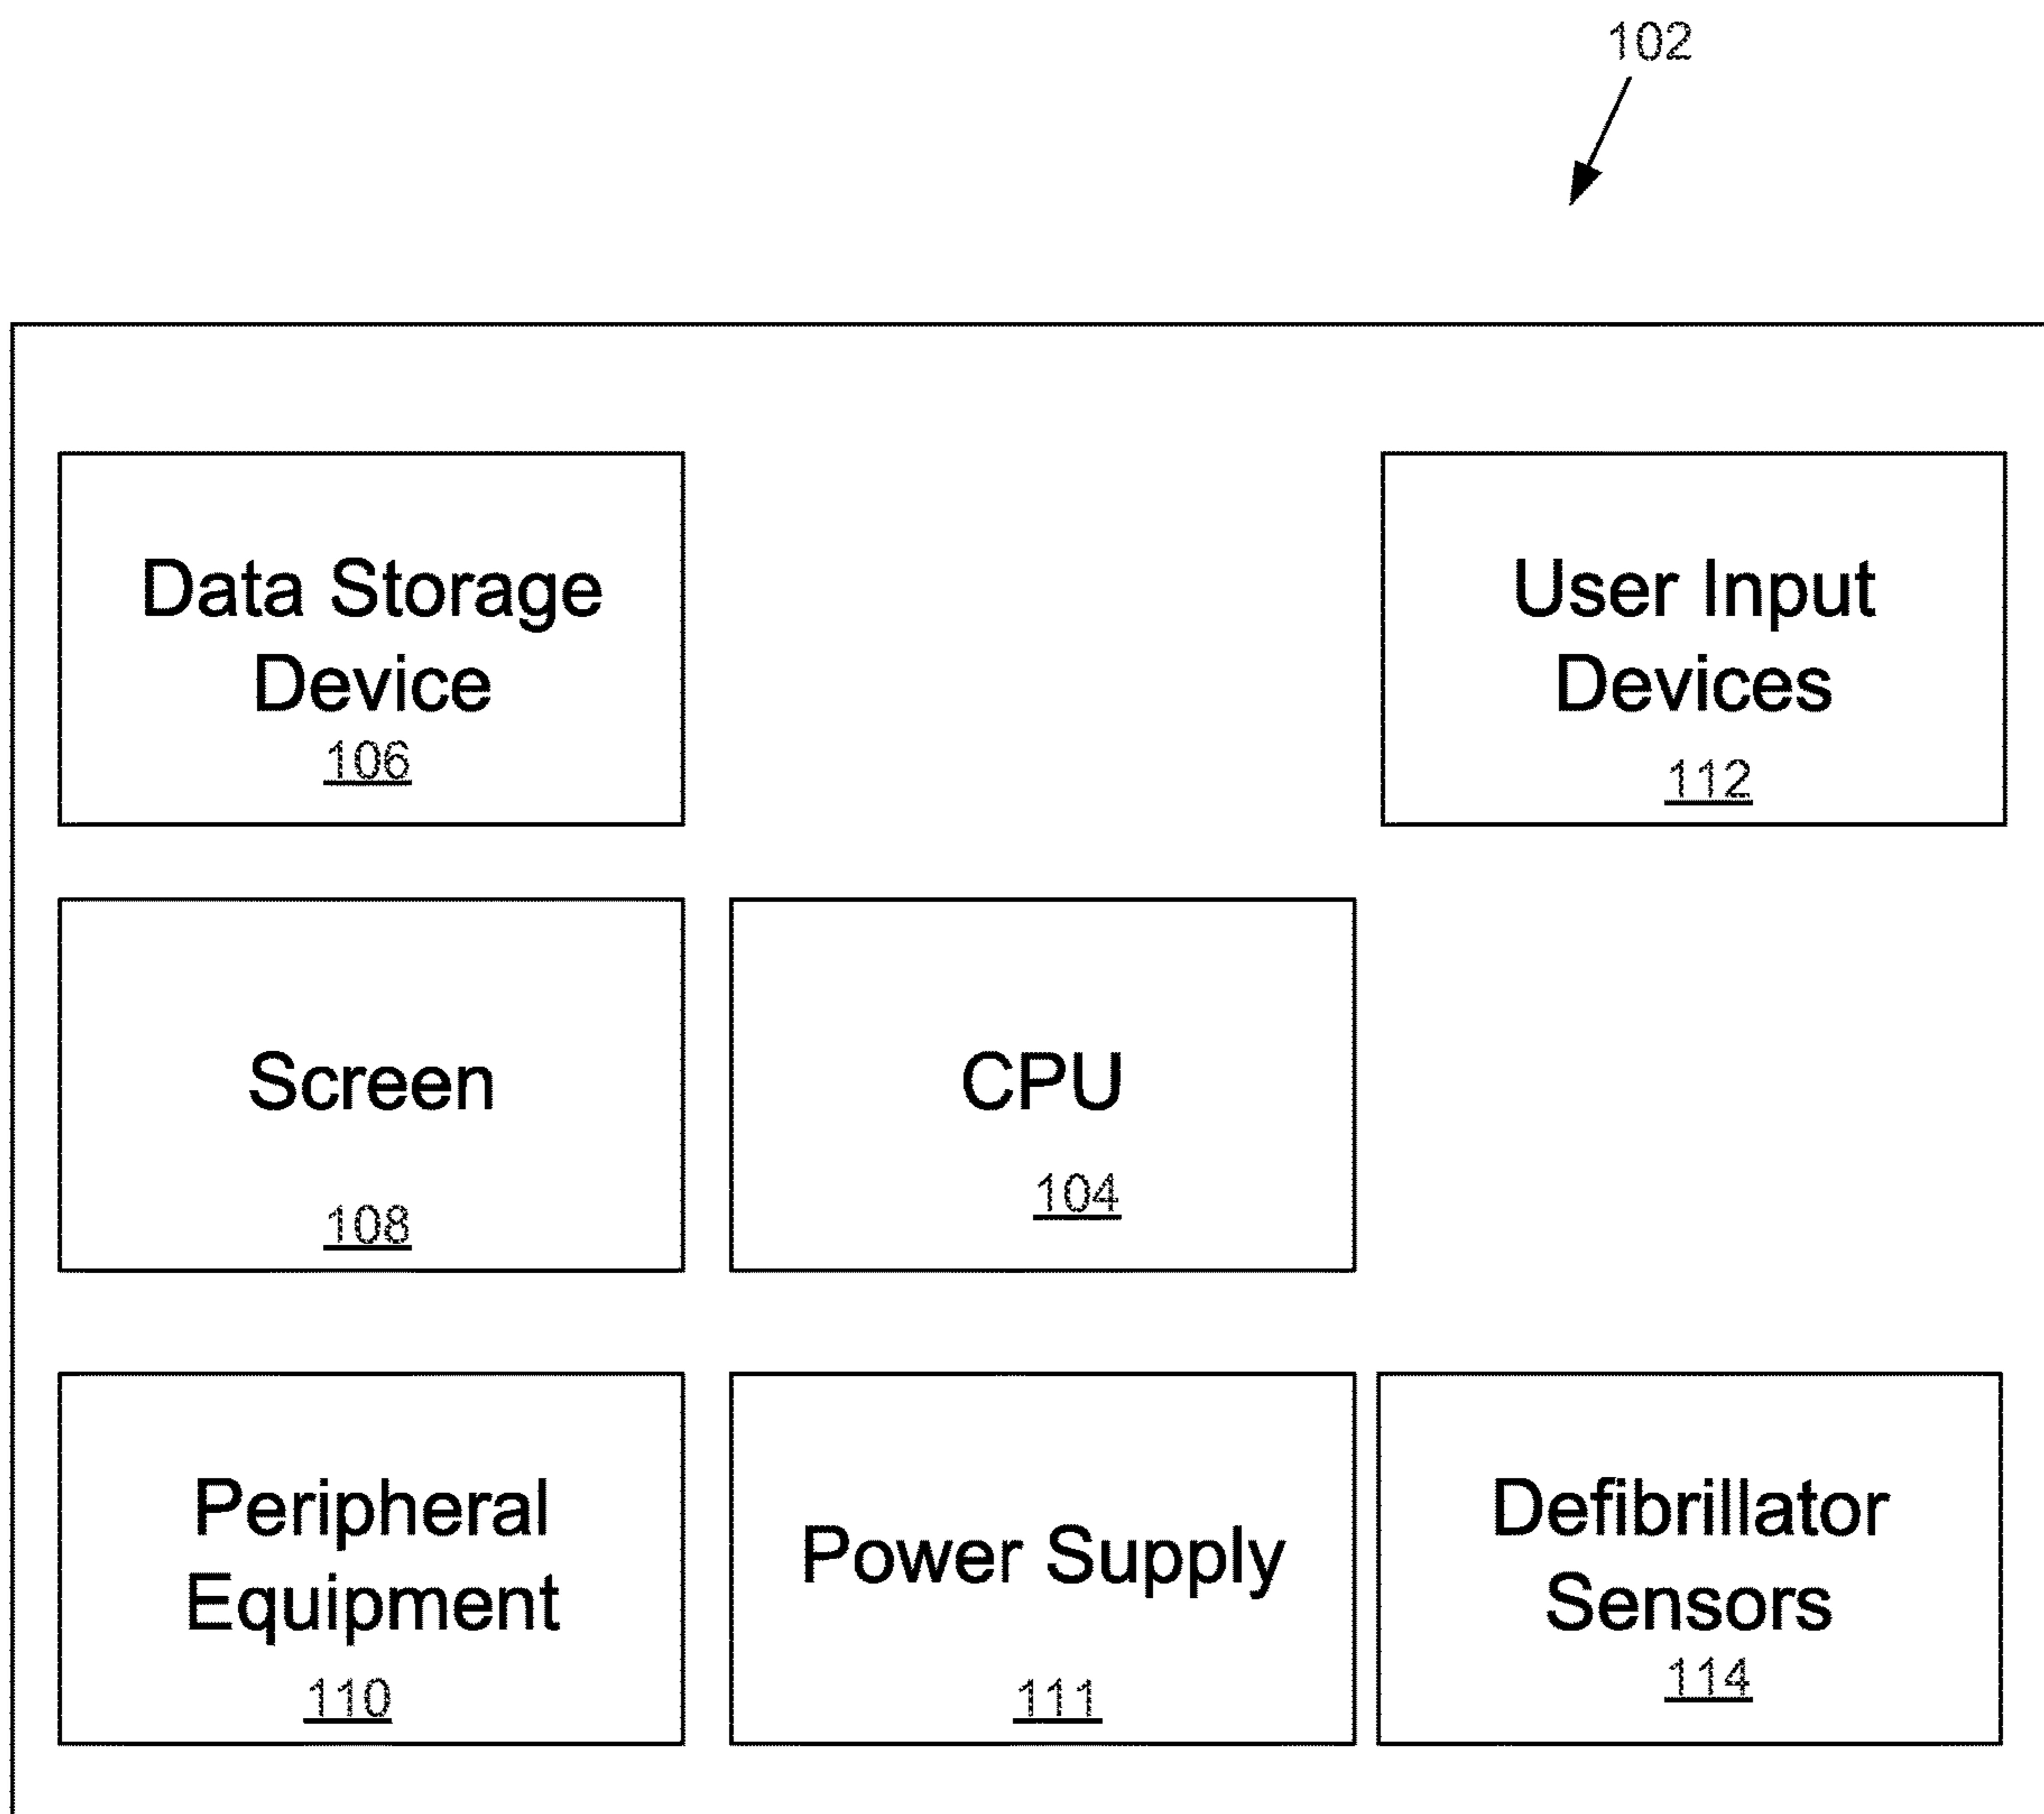 102
Data Storage
Device
106
User Input
Devices
112
Screen
108
CPU
104
Peripheral
Equipment
110
Power Supply
111
Defibrillator
Sensors
114